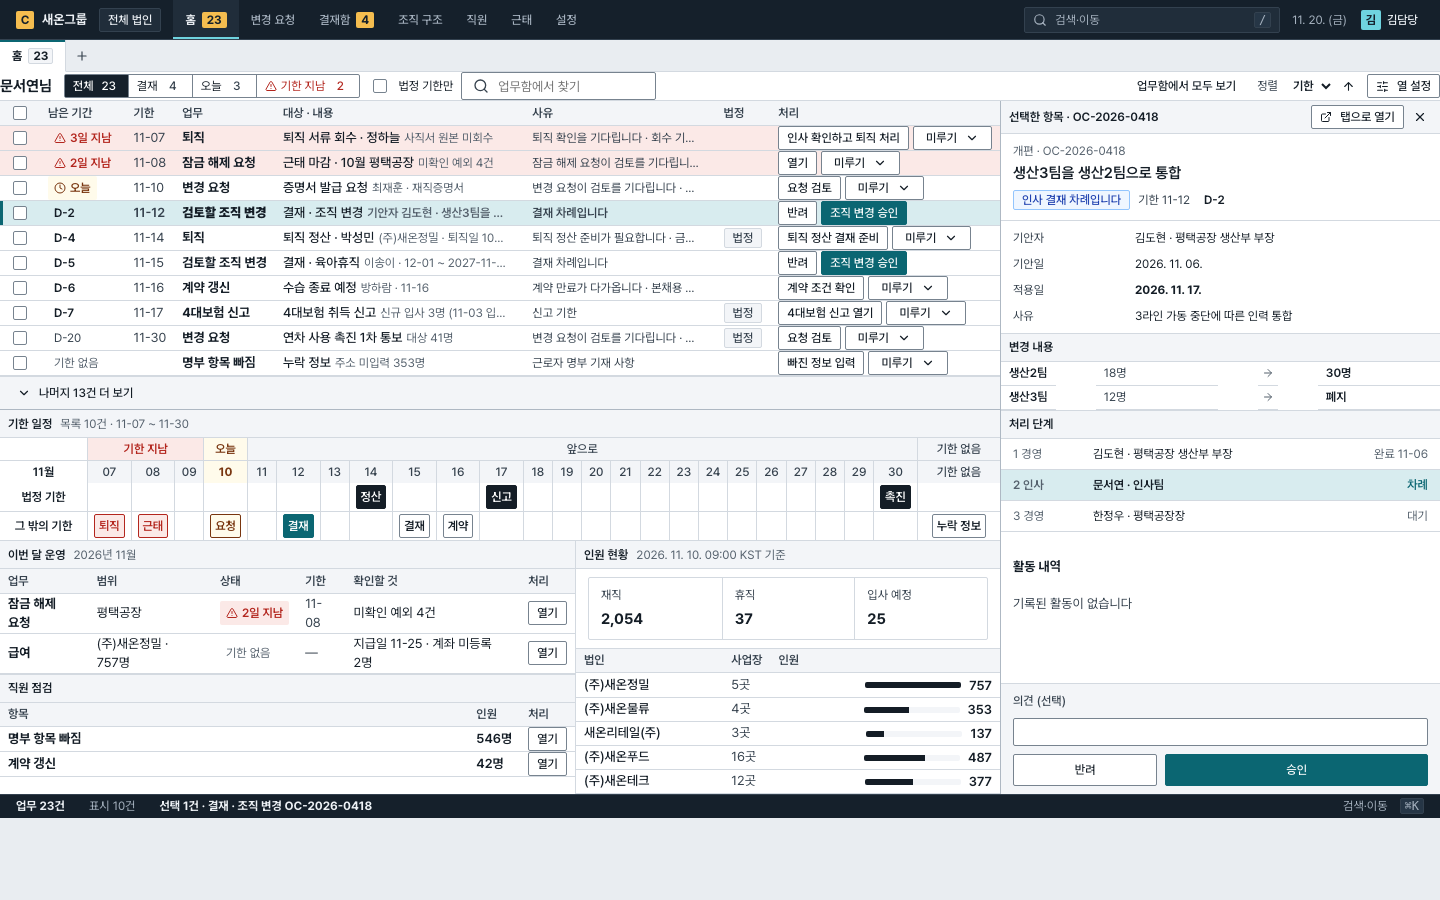 C 새온그룹 전체 법인 홈 23 변경 요청 결재함 4 조직 구조 직원 근태 설정 검색·이동 / 11. 20. (금) 김 김담당
홈 23 +
문서연님 전체 23 결재 4 오늘 3 기한 지남 2 법정 기한만 업무함에서 찾기 업무함에서 모두 보기 정렬 기한 열 설정
남은 기간 기한 업무 대상 · 내용 사유 법정 처리
3일 지남 11-07 퇴직 퇴직 서류 회수 · 정하늘 사직서 원본 미회수 퇴직 확인을 기다립니다 · 회수 기... 인사 확인하고 퇴직 처리 미루기
2일 지남 11-08 잠금 해제 요청 근태 마감 · 10월 평택공장 미확인 예외 4건 잠금 해제 요청이 검토를 기다립니... 열기 미루기
오늘 11-10 변경 요청 증명서 발급 요청 최재훈 · 재직증명서 변경 요청이 검토를 기다립니다 · ... 요청 검토 미루기
D-2 11-12 검토할 조직 변경 결재 · 조직 변경 기안자 김도현 · 생산3팀을 ... 결재 차례입니다 반려 조직 변경 승인
D-4 11-14 퇴직 퇴직 정산 · 박성민 (주)새온정밀 · 퇴직일 10... 퇴직 정산 준비가 필요합니다 · 금... 법정 퇴직 정산 결재 준비 미루기
D-5 11-15 검토할 조직 변경 결재 · 육아휴직 이송이 · 12-01 ~ 2027-11-... 결재 차례입니다 반려 조직 변경 승인
D-6 11-16 계약 갱신 수습 종료 예정 방하람 · 11-16 계약 만료가 다가옵니다 · 본채용 ... 계약 조건 확인 미루기
D-7 11-17 4대보험 신고 4대보험 취득 신고 신규 입사 3명 (11-03 입... 신고 기한 법정 4대보험 신고 열기 미루기
D-20 11-30 변경 요청 연차 사용 촉진 1차 통보 대상 41명 변경 요청이 검토를 기다립니다 · ... 법정 요청 검토 미루기
기한 없음 명부 항목 빠짐 누락 정보 주소 미입력 353명 근로자 명부 기재 사항 빠진 정보 입력 미루기
나머지 13건 더 보기
기한 일정 목록 10건 · 11-07 ~ 11-30
기한 지남 오늘 앞으로 기한 없음
11월 07 08 09 10 11 12 13 14 15 16 17 18 19 20 21 22 23 24 25 26 27 28 29 30 기한 없음
법정 기한 정산 신고 촉진
그 밖의 기한 퇴직 근태 요청 결재 결재 계약 누락 정보
이번 달 운영 2026년 11월
업무 범위 상태 기한 확인할 것 처리
잠금 해제 요청 평택공장 2일 지남 11-08 미확인 예외 4건 열기
급여 (주)새온정밀 · 757명 기한 없음 — 지급일 11-25 · 계좌 미등록 2명 열기
직원 점검
항목 인원 처리
명부 항목 빠짐 546명 열기
계약 갱신 42명 열기
인원 현황 2026. 11. 10. 09:00 KST 기준
재직 휴직 입사 예정
2,054 37 25
법인 사업장 인원
(주)새온정밀 5곳 757
(주)새온물류 4곳 353
새온리테일(주) 3곳 137
(주)새온푸드 16곳 487
(주)새온테크 12곳 377
선택한 항목 · OC-2026-0418 탭으로 열기
개편 · OC-2026-0418
생산3팀을 생산2팀으로 통합
인사 결재 차례입니다 기한 11-12 D-2
기안자 김도현 · 평택공장 생산부 부장
기안일 2026. 11. 06.
적용일 2026. 11. 17.
사유 3라인 가동 중단에 따른 인력 통합
변경 내용
생산2팀 18명 → 30명
생산3팀 12명 → 폐지
처리 단계
1 경영 김도현 · 평택공장 생산부 부장 완료 11-06
2 인사 문서연 · 인사팀 차례
3 경영 한정우 · 평택공장장 대기
활동 내역
기록된 활동이 없습니다
의견 (선택)
반려 승인
업무 23건 표시 10건 선택 1건 · 결재 · 조직 변경 OC-2026-0418 검색·이동 ⌘K